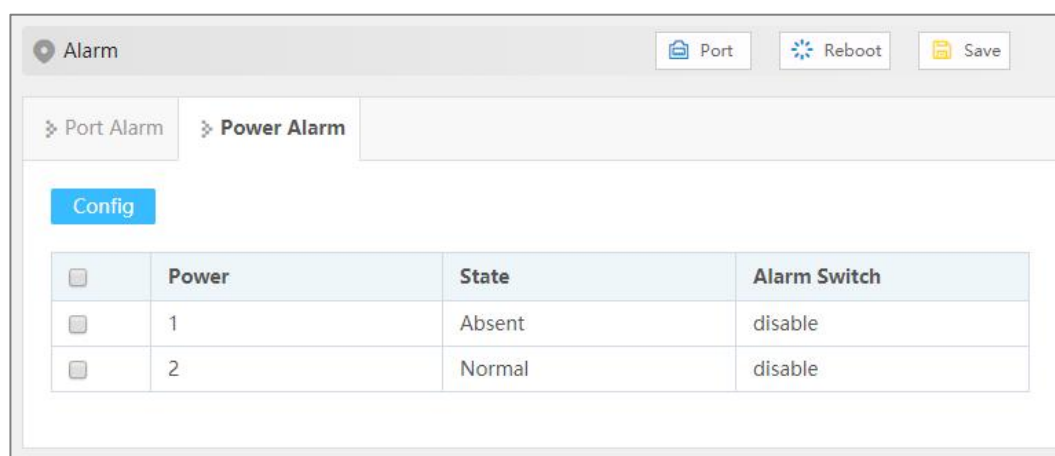 Alarm Port Reboot Save
Port Alarm Power Alarm
Config
Power State Alarm Switch
1 Absent disable
2 Normal disable